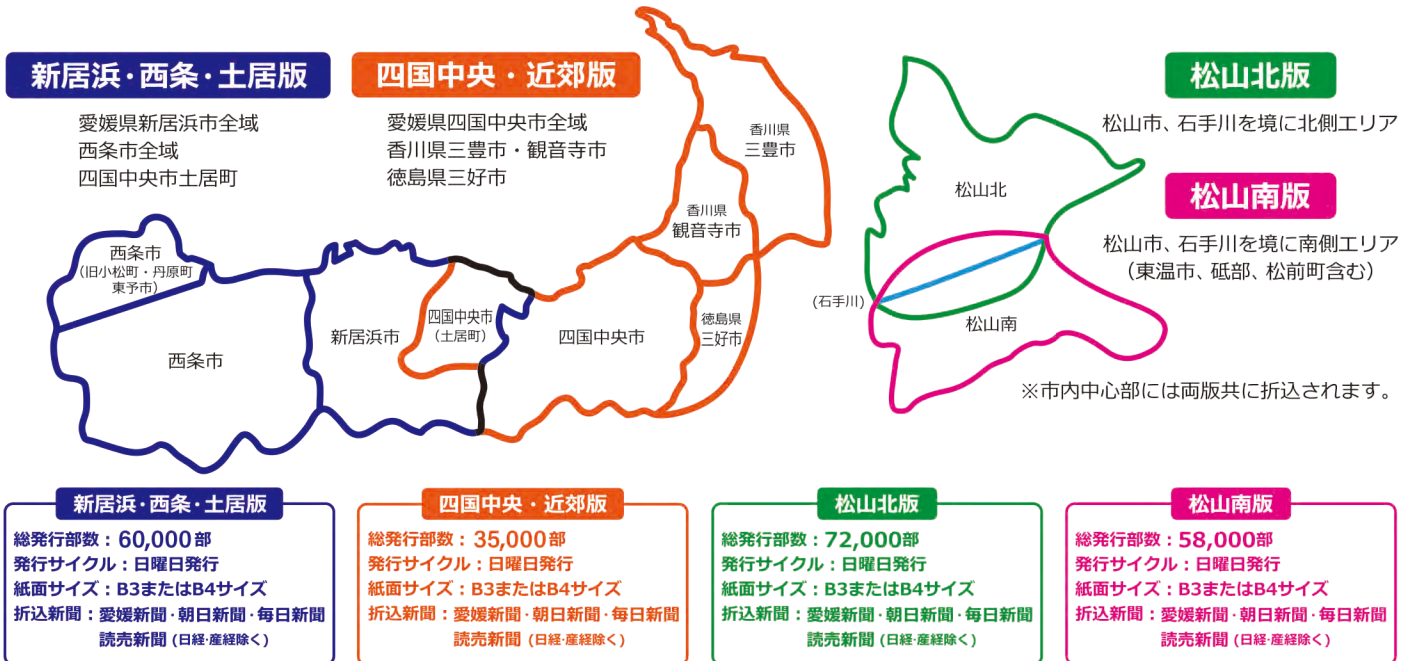 新居浜・西条・土居版
愛媛県新居浜市全域
西条市全域
四国中央市土居町
四国中央・近郊版
愛媛県四国中央市全域
香川県三豊市・観音寺市
徳島県三好市
松山北版
松山市、石手川を境に北側エリア
松山南版
松山市、石手川を境に南側エリア
（東温市、砥部、松前町含む）
西条市
（旧小松町・丹原町
東予市）
西条市
新居浜市
四国中央市
（土居町）
四国中央市
香川県
三豊市
香川県
観音寺市
徳島県
三好市
松山北
(石手川)
松山南
※市内中心部には両版共に折込されます。
新居浜・西条・土居版
総発行部数：60,000部
発行サイクル：日曜日発行
紙面サイズ：B3またはB4サイズ
折込新聞：愛媛新聞・朝日新聞・毎日新聞
読売新聞（日経・産経除く）
四国中央・近郊版
総発行部数：35,000部
発行サイクル：日曜日発行
紙面サイズ：B3またはB4サイズ
折込新聞：愛媛新聞・朝日新聞・毎日新聞
読売新聞（日経・産経除く）
松山北版
総発行部数：72,000部
発行サイクル：日曜日発行
紙面サイズ：B3またはB4サイズ
折込新聞：愛媛新聞・朝日新聞・毎日新聞
読売新聞（日経・産経除く）
松山南版
総発行部数：58,000部
発行サイクル：日曜日発行
紙面サイズ：B3またはB4サイズ
折込新聞：愛媛新聞・朝日新聞・毎日新聞
読売新聞（日経・産経除く）